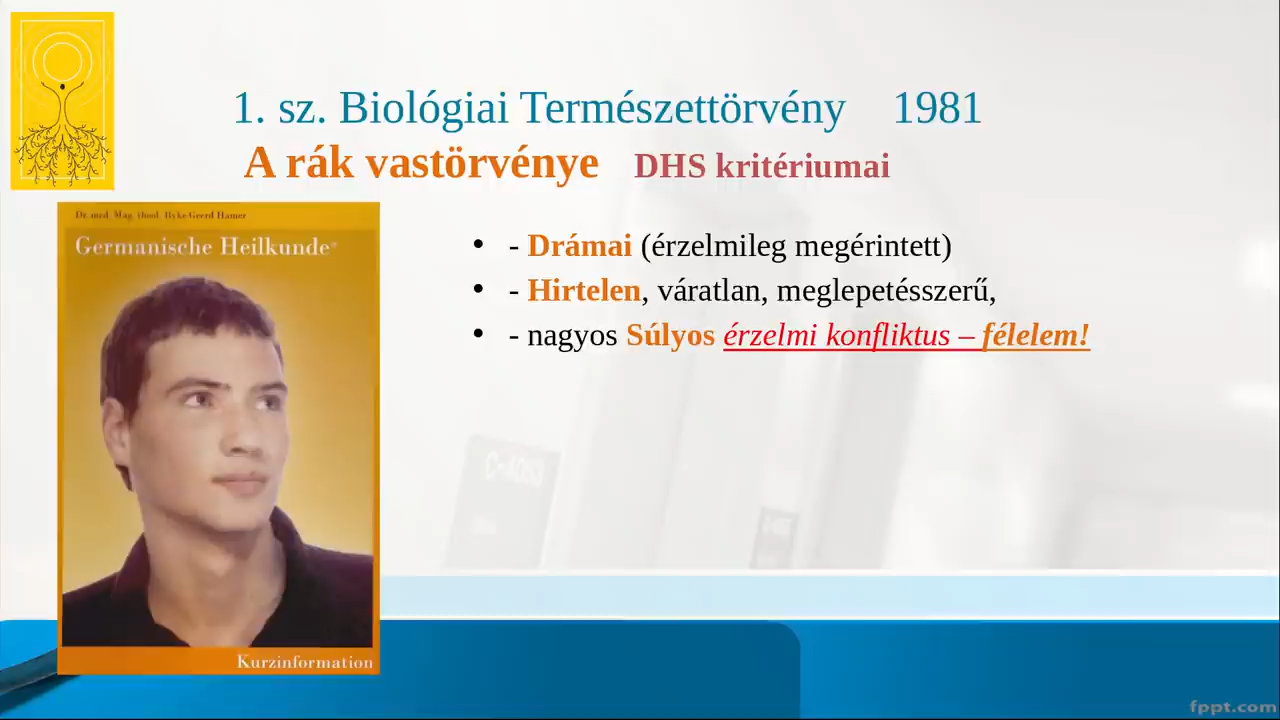 1. sz. Biológiai Természettörvény 1981
A rák vastörvénye DHS kritériumai
Dr. med. Mag. theol. Ryke Geerd Hamer
Germanische Heilkunde®
• - Drámai (érzelmileg megérintett)
• - Hirtelen, váratlan, meglepetésszerű,
• - nagyos Súlyos érzelmi konfliktus – félelem!
Kurzinformation
fppt.com